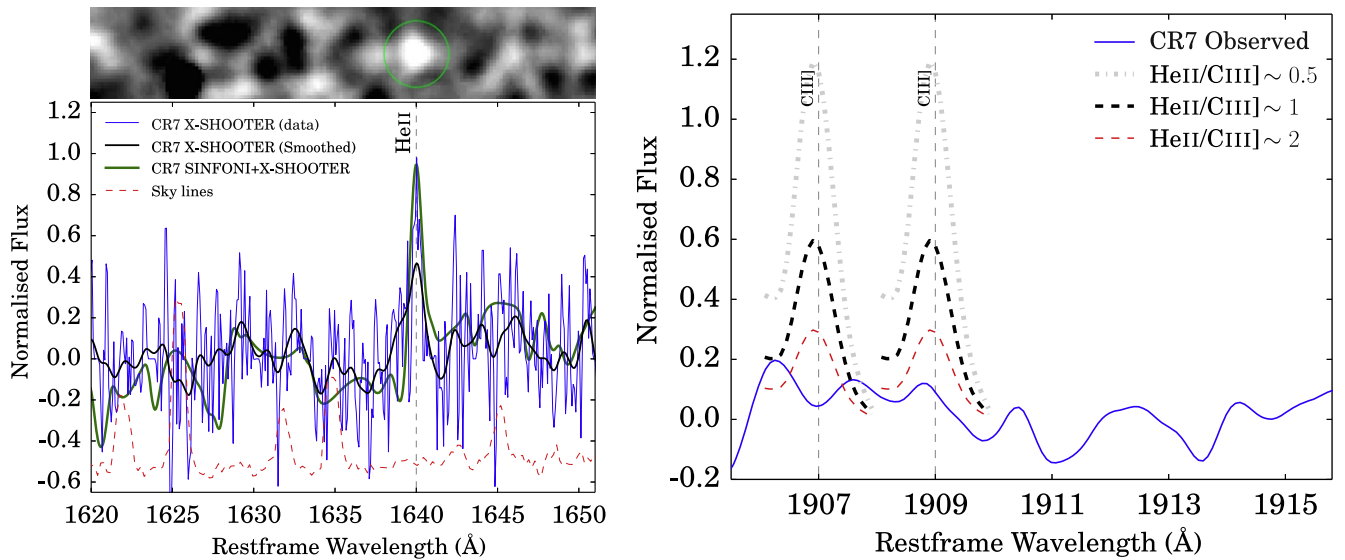 1.2
1.0
0.8
0.6
0.4
0.2
0.0
-0.2
-0.4
-0.6
Normalised Flux
CR7 X-SHOOTER (data)
CR7 X-SHOOTER (Smoothed)
CR7 SINFONI+X-SHOOTER
Sky lines
HeII
1620 1625 1630 1635 1640 1645 1650
Restframe Wavelength (Å)
1.2
1.0
0.8
0.6
0.4
0.2
0.0
-0.2
Normalised Flux
CIII]
CIII]
CR7 Observed
HeII/CIII] ~ 0.5
HeII/CIII] ~ 1
HeII/CIII] ~ 2
1907 1909 1911 1913 1915
Restframe Wavelength (Å)